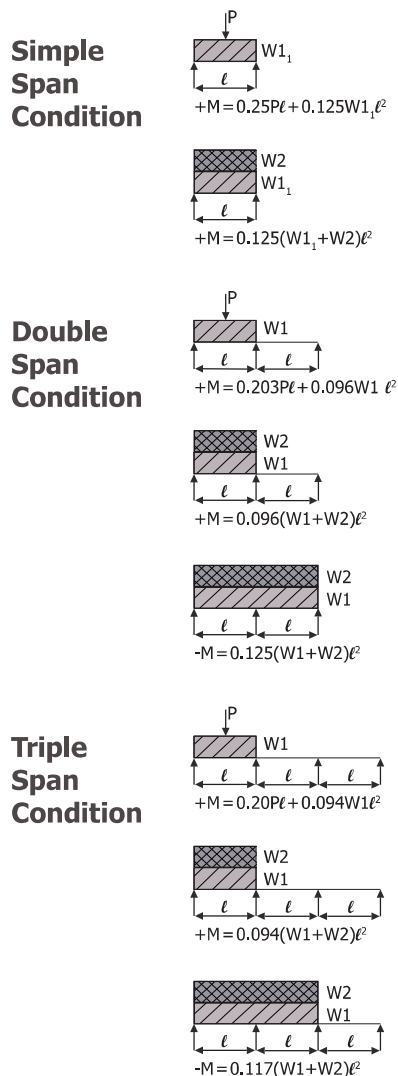 Simple
Span
Condition
P
W1₁
ℓ
+M=0.25Pℓ+0.125W1₁ℓ²
W2
W1₁
ℓ
+M=0.125(W1₁+W2)ℓ²
Double
Span
Condition
P
W1
ℓ ℓ
+M=0.203Pℓ+0.096W1 ℓ²
W2
W1
ℓ ℓ
+M=0.096(W1+W2)ℓ²
W2
W1
ℓ ℓ
-M=0.125(W1+W2)ℓ²
Triple
Span
Condition
P
W1
ℓ ℓ ℓ
+M=0.20Pℓ+0.094W1ℓ²
W2
W1
ℓ ℓ ℓ
+M=0.094(W1+W2)ℓ²
W2
W1
ℓ ℓ ℓ
-M=0.117(W1+W2)ℓ²